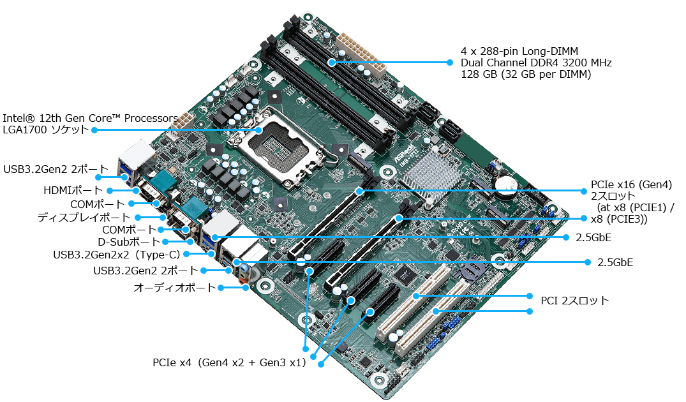 4 x 288-pin Long-DIMM
Dual Channel DDR4 3200 MHz
128 GB (32 GB per DIMM)
Intel® 12th Gen Core™ Processors
LGA1700 ソケット
USB3.2Gen2 2ポート
HDMIポート
COMポート
ディスプレイポート
COMポート
D-Subポート
USB3.2Gen2x2（Type-C）
USB3.2Gen2 2ポート
オーディオポート
PCIe x16 (Gen4)
2スロット
(at x8 (PCIE1) /
x8 (PCIE3))
2.5GbE
2.5GbE
PCI 2スロット
PCIe x4（Gen4 x2 + Gen3 x1）